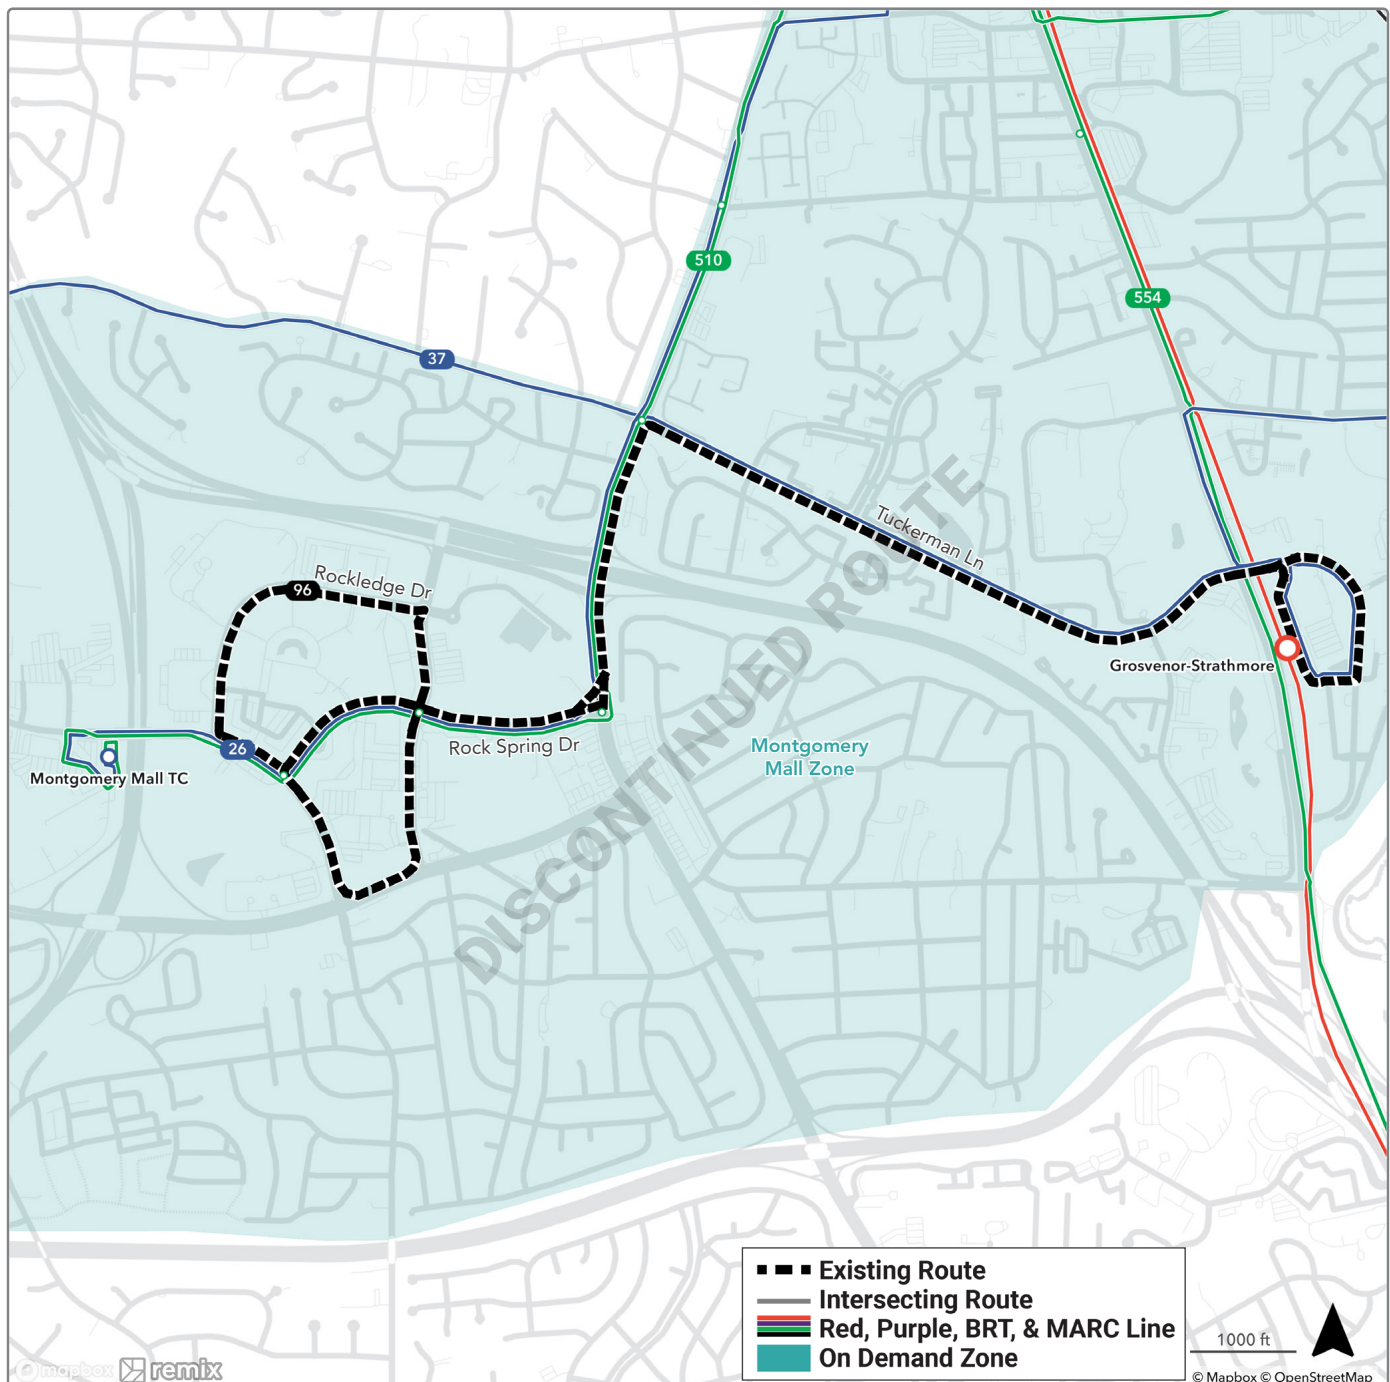 510
554
37
Tuckerman Ln
96
Rockledge Dr
Grosvenor-Strathmore
26
Rock Spring Dr
Montgomery
Mall Zone
Montgomery Mall TC
DISCONTINUED ROUTE
Existing Route
Intersecting Route
Red, Purple, BRT, & MARC Line
On Demand Zone
1000 ft
mapbox remix
© Mapbox © OpenStreetMap